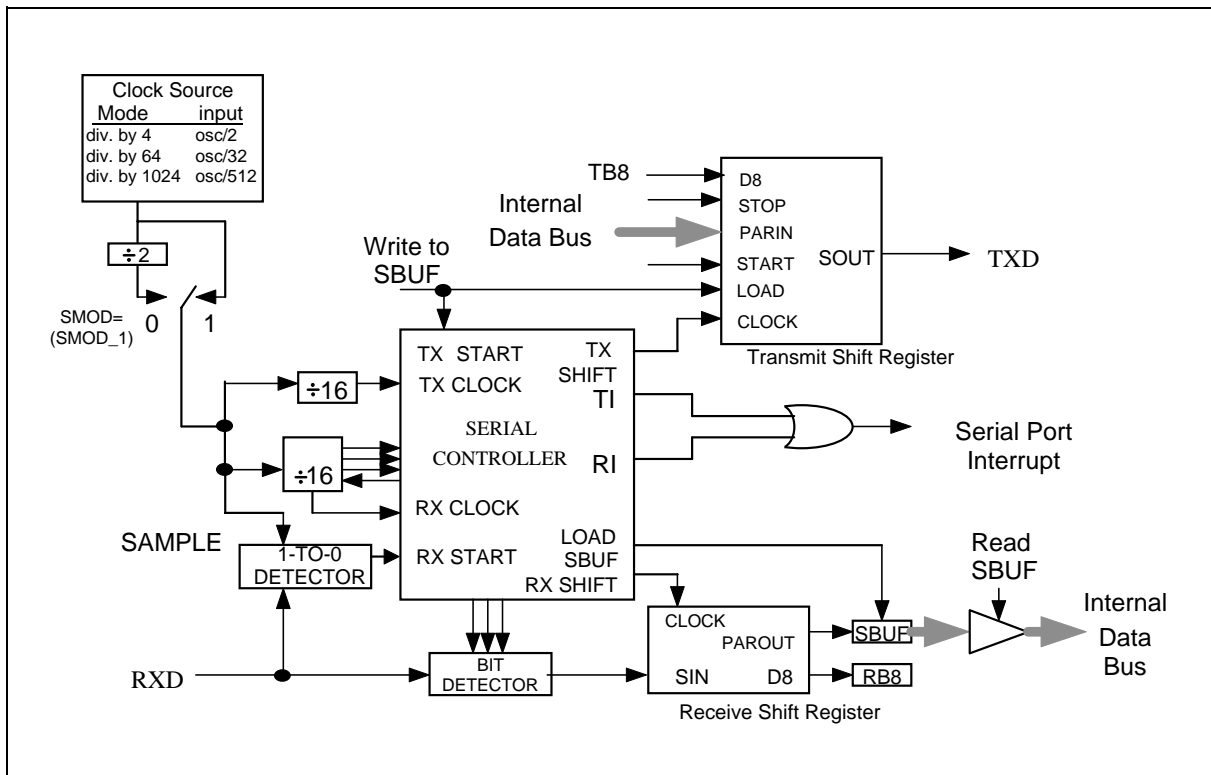 Clock Source
Mode input
div. by 4 osc/2
div. by 64 osc/32
div. by 1024 osc/512
÷2
SMOD=
(SMOD_1)
0 1
Write to
SBUF
TB8
Internal
Data Bus
D8
STOP
PARIN
START
LOAD
CLOCK
SOUT
TXD
Transmit Shift Register
÷16
÷16
TX START
TX CLOCK
SERIAL
CONTROLLER
RX CLOCK
RX START
TX
SHIFT
TI
RI
LOAD
SBUF
RX SHIFT
Serial Port
Interrupt
SAMPLE
1-TO-0
DETECTOR
RXD
BIT
DETECTOR
CLOCK
PAROUT
SIN D8
Receive Shift Register
SBUF
RB8
Read
SBUF
Internal
Data
Bus